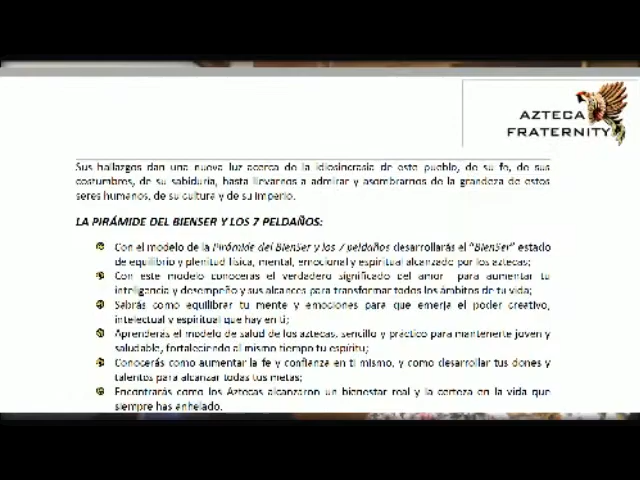 AZTECA
FRATERNITY
Sus hallazgos dan una nueva luz acerca de la idiosincrasia de este pueblo, de su fe, de sus
costumbres, de su sabiduría, hasta llevarnos a admirar y asombrarnos de la grandeza de estos
seres humanos, de su cultura y de su Imperio.
LA PIRÁMIDE DEL BIENSER Y LOS 7 PELDAÑOS:
Con el modelo de la Pirámide del BienSer y los 7 peldaños desarrollarás el "BienSer" estado
de equilibrio y plenitud física, mental, emocional y espiritual alcanzado por los aztecas;
Con este modelo conoceras el verdadero significado del amor para aumentar tu
inteligencia y desempeño y sus alcances para transformar todos los ámbitos de tu vida;
Sabrás como equilibrar tu mente y emociones para que emerja el poder creativo,
intelectual y espiritual que hay en ti;
Aprenderás el modelo de salud de los aztecas, sencillo y práctico para mantenerte joven y
saludable, fortaleciendo al mismo tiempo tu espíritu;
Conocerás como aumentar la fe y confianza en ti mismo, y como desarrollar tus dones y
talentos para alcanzar todas tus metas;
Encontrarás como los Aztecas alcanzaron un bienestar real y la certeza en la vida que
siempre has anhelado.